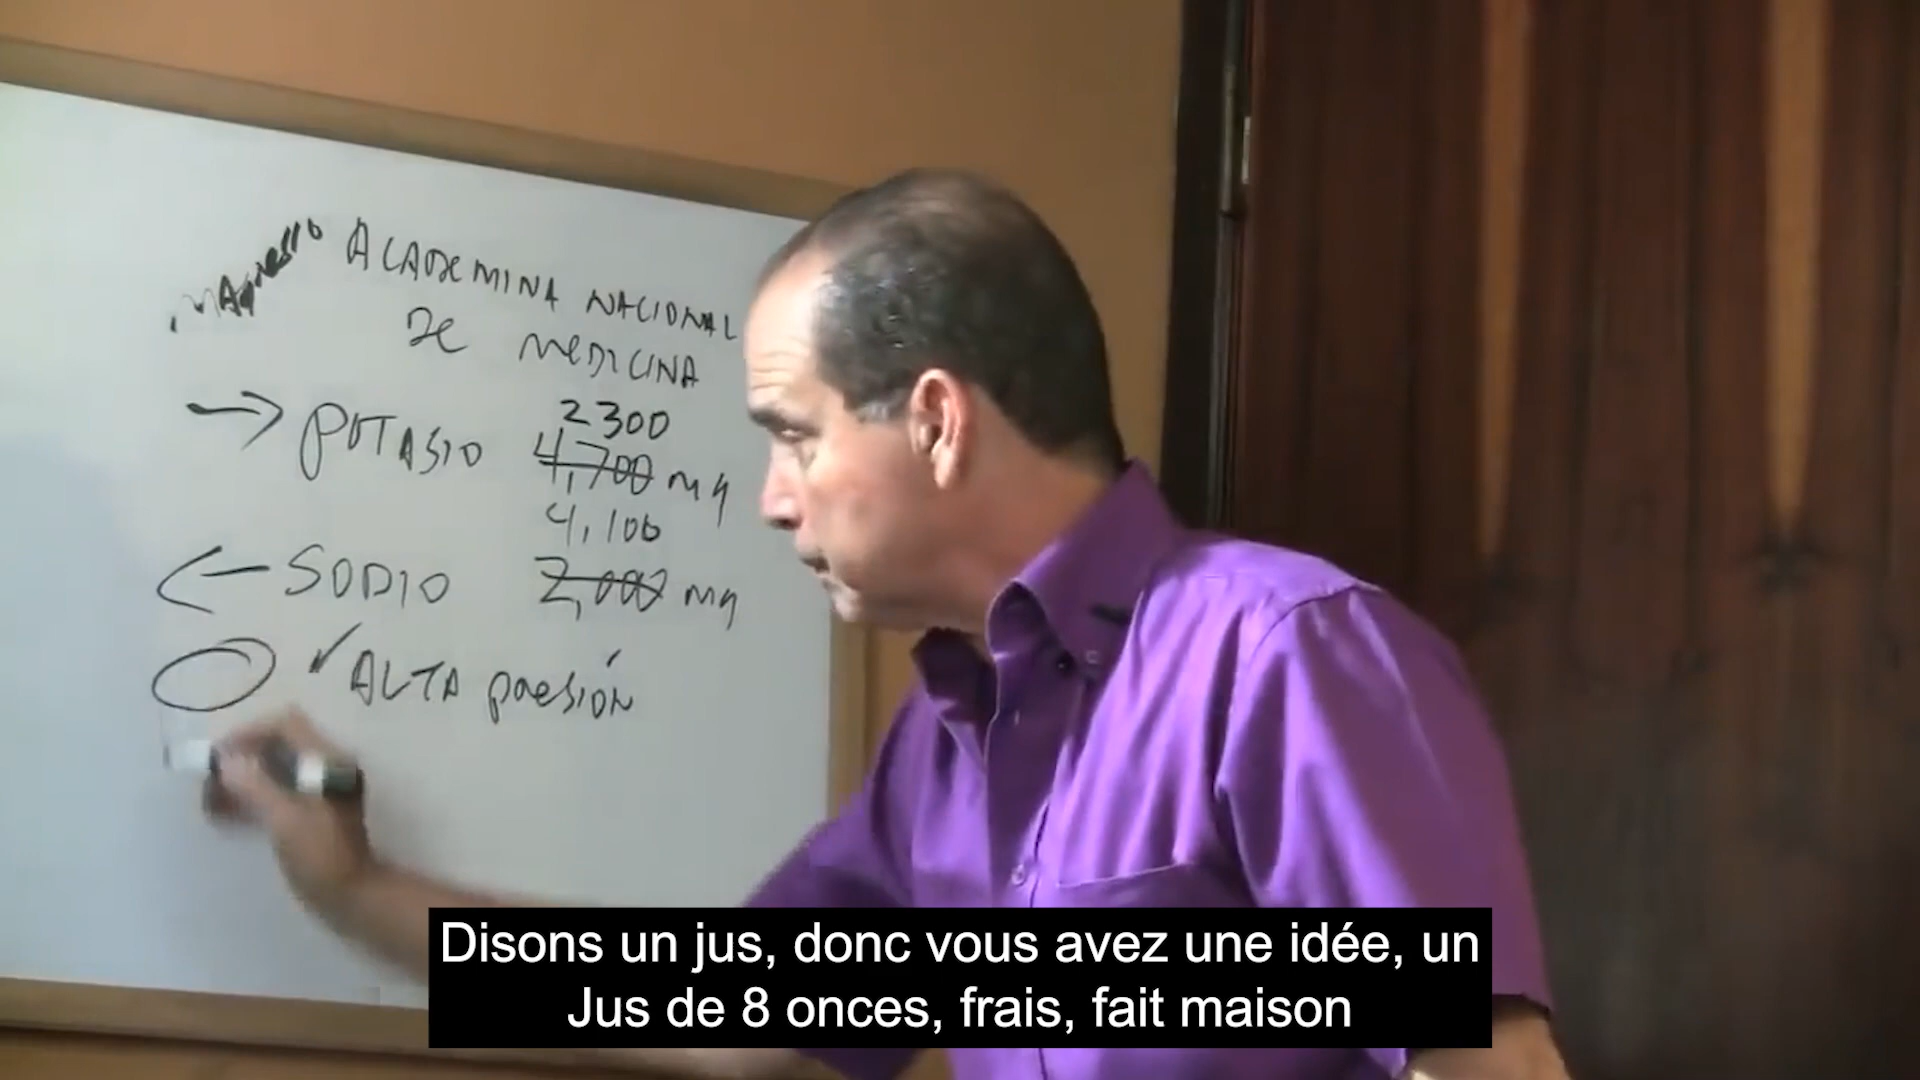 MAgnesio
ACADEMINA NACIONAL
DE MEDICINA
→ POTASIO 2300
4,700 mg
4,100
← SODIO 2,000 mg
✓ ALTA PRESIÓN
Disons un jus, donc vous avez une idée, un
Jus de 8 onces, frais, fait maison